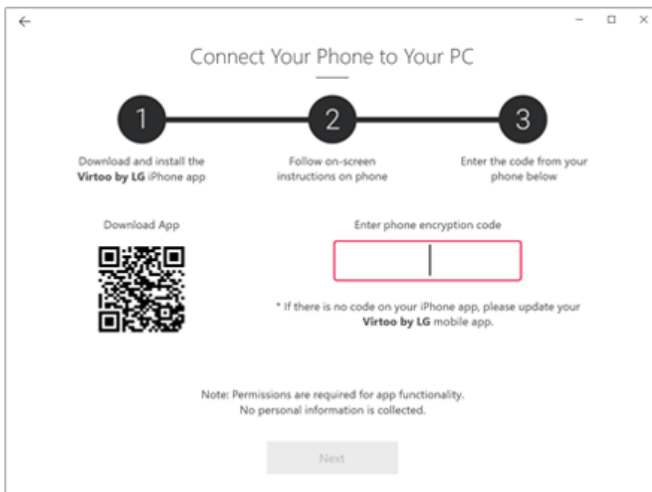 Connect Your Phone to Your PC
1
2
3
Download and install the
Virtoo by LG iPhone app
Follow on-screen
instructions on phone
Enter the code from your
phone below
Download App
Enter phone encryption code
* If there is no code on your iPhone app, please update your
Virtoo by LG mobile app.
Note: Permissions are required for app functionality.
No personal information is collected.
Next